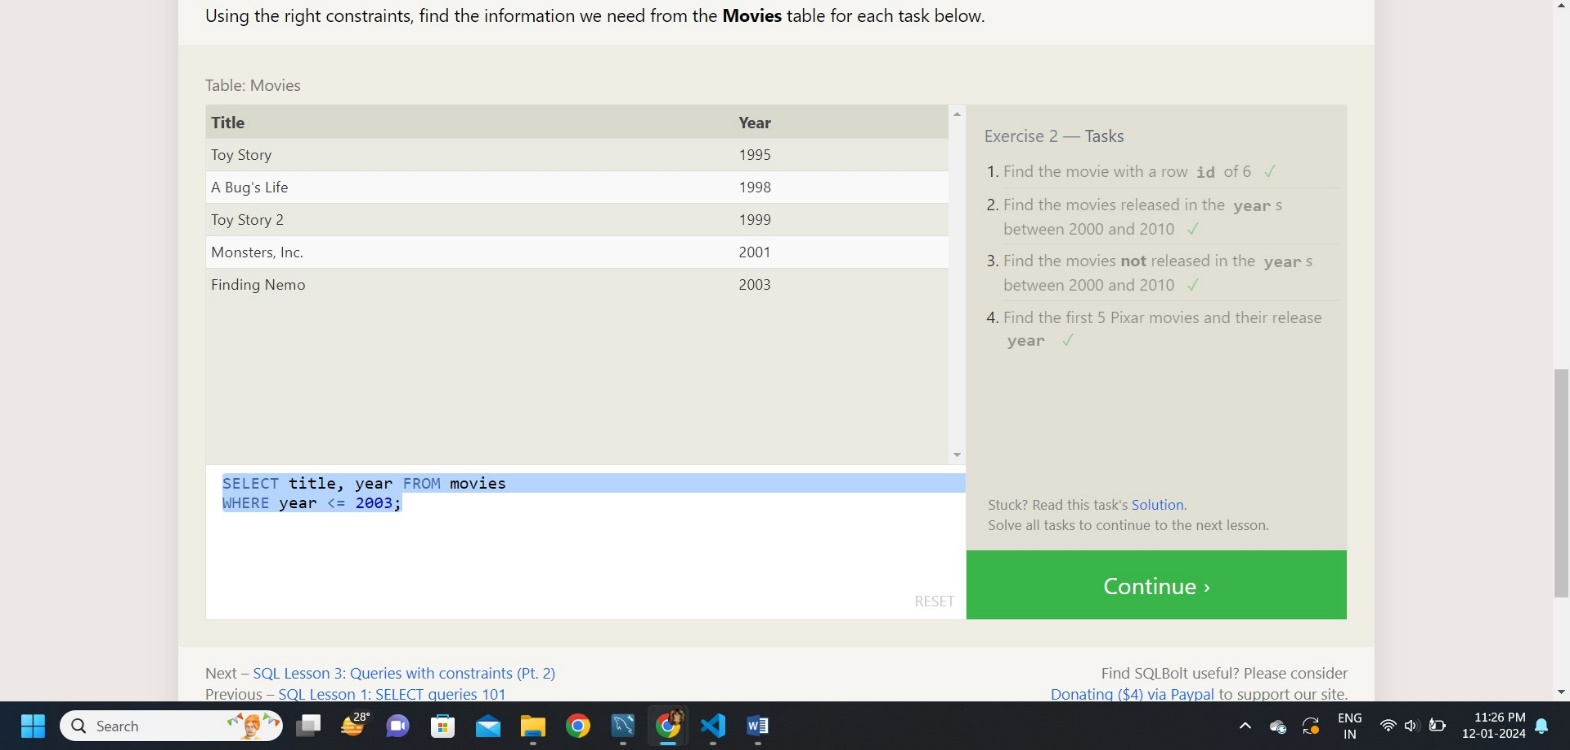 Using the right constraints, find the information we need from the Movies table for each task below.
Table: Movies
Title Year
Toy Story 1995
A Bug's Life 1998
Toy Story 2 1999
Monsters, Inc. 2001
Finding Nemo 2003
SELECT title, year FROM movies
WHERE year <= 2003;
RESET
Exercise 2 — Tasks
1. Find the movie with a row id of 6 ✓
2. Find the movies released in the year s
between 2000 and 2010 ✓
3. Find the movies not released in the year s
between 2000 and 2010 ✓
4. Find the first 5 Pixar movies and their release
year ✓
Stuck? Read this task's Solution.
Solve all tasks to continue to the next lesson.
Continue ›
Next – SQL Lesson 3: Queries with constraints (Pt. 2)
Previous – SQL Lesson 1: SELECT queries 101
Find SQLBolt useful? Please consider
Donating ($4) via Paypal to support our site.
Search
28°
ENG
IN
11:26 PM
12-01-2024